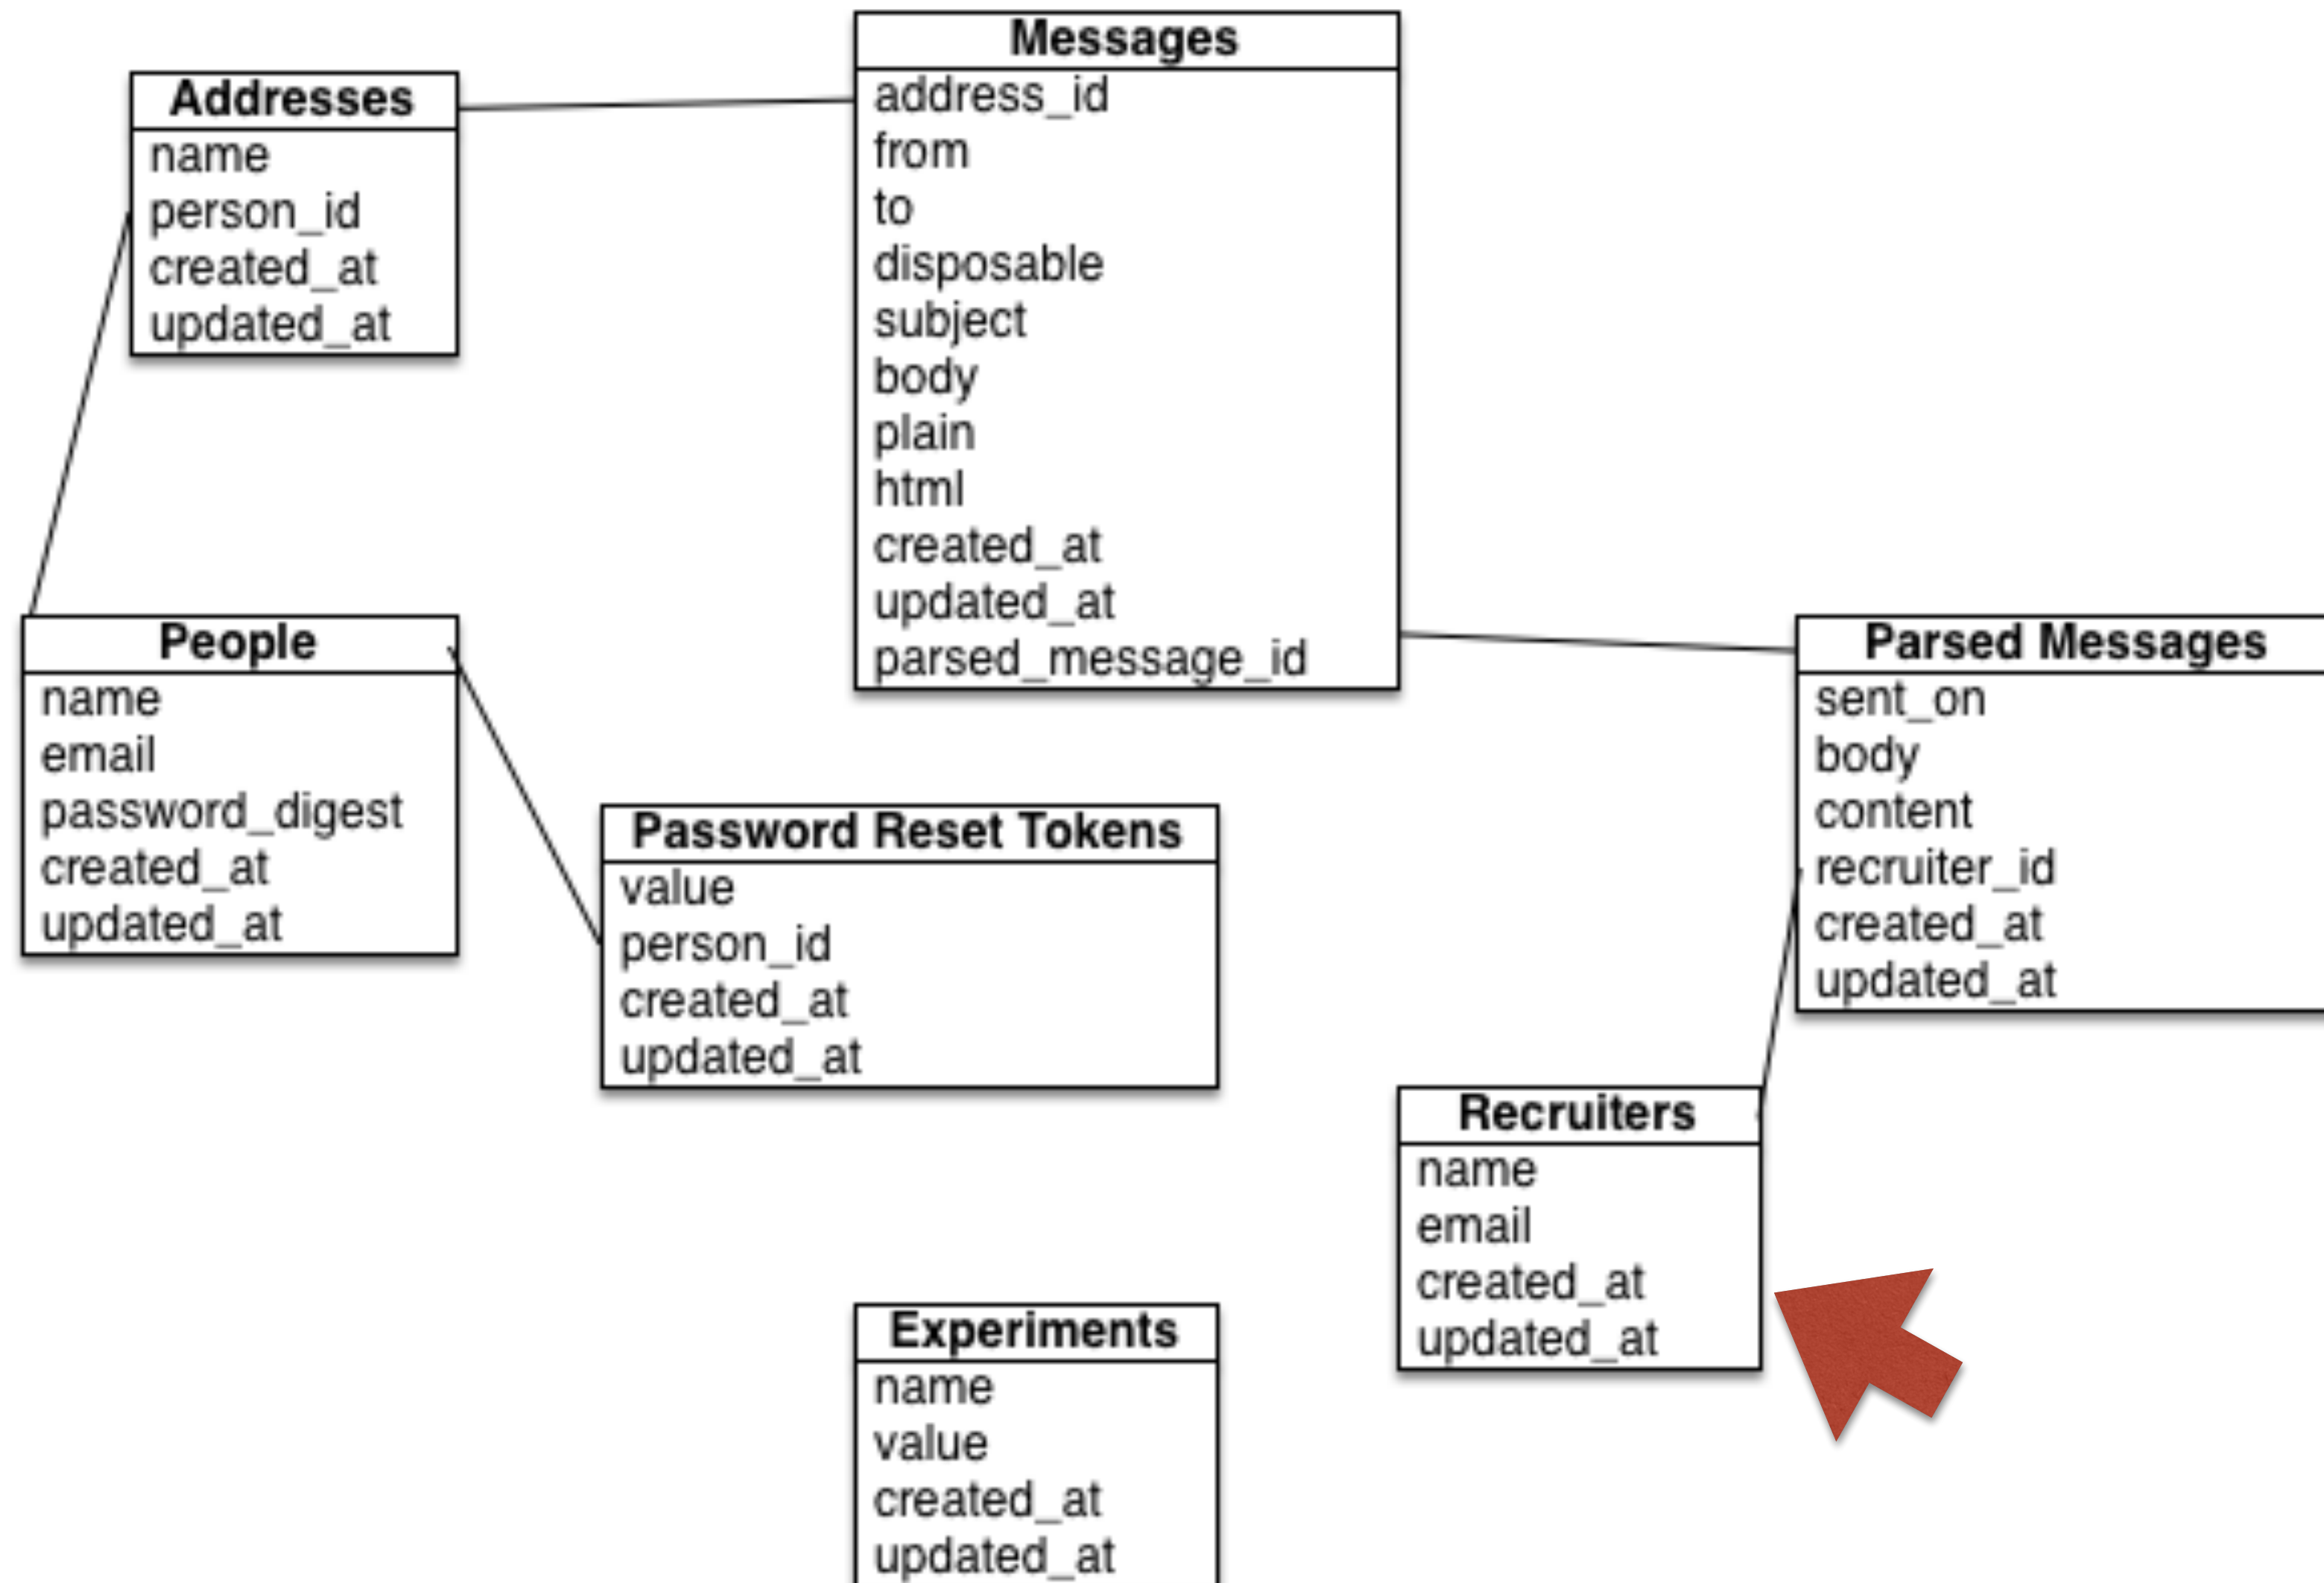 Messages
address_id
from
to
disposable
subject
body
plain
html
created_at
updated_at
parsed_message_id
Addresses
name
person_id
created_at
updated_at
People
name
email
password_digest
created_at
updated_at
Password Reset Tokens
value
person_id
created_at
updated_at
Parsed Messages
sent_on
body
content
recruiter_id
created_at
updated_at
Recruiters
name
email
created_at
updated_at
Experiments
name
value
created_at
updated_at